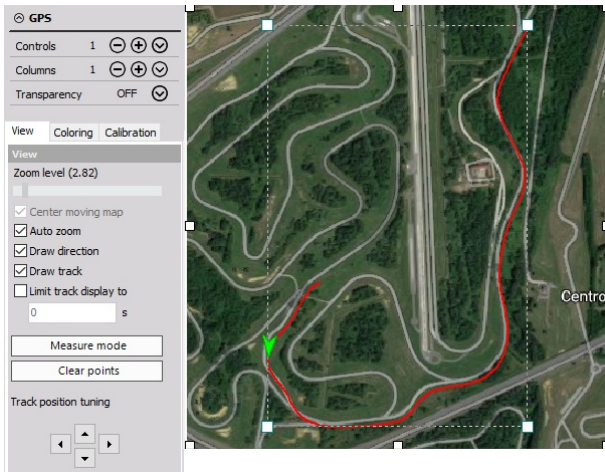 GPS
Controls 1
Columns 1
Transparency OFF
View Coloring Calibration
View
Zoom level (2.82)
Center moving map
Auto zoom
Draw direction
Draw track
Limit track display to
0 s
Measure mode
Clear points
Track position tuning
Centro